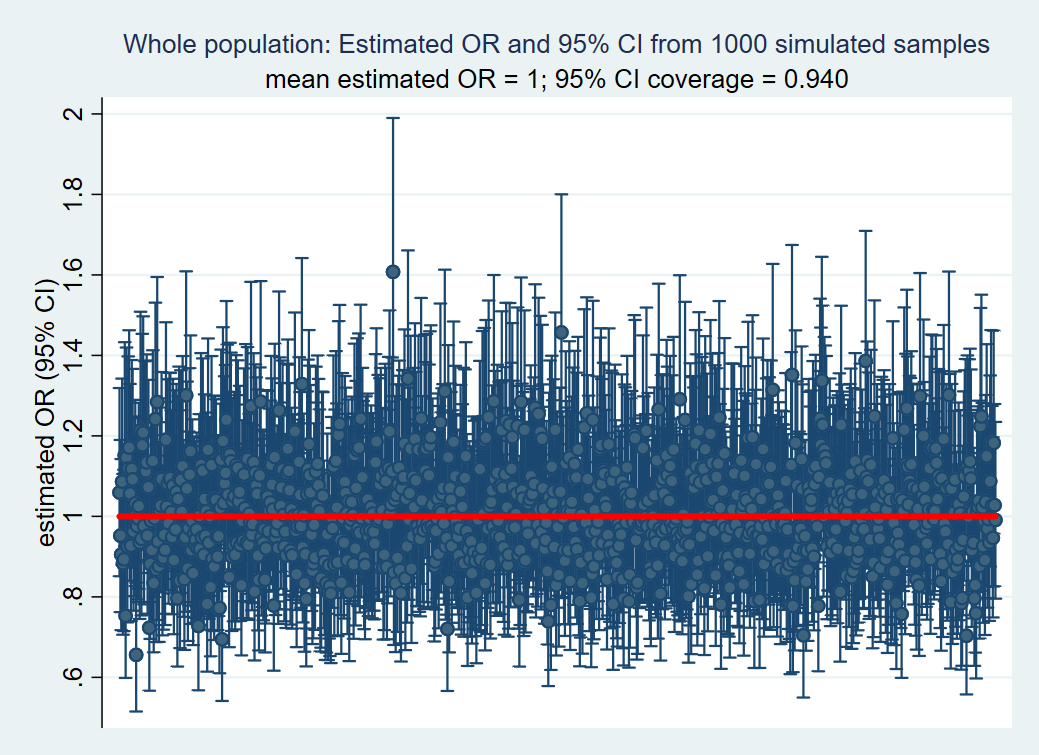 Whole population: Estimated OR and 95% CI from 1000 simulated samples
mean estimated OR = 1; 95% CI coverage = 0.940
estimated OR (95% CI)
2
1.8
1.6
1.4
1.2
1
.8
.6